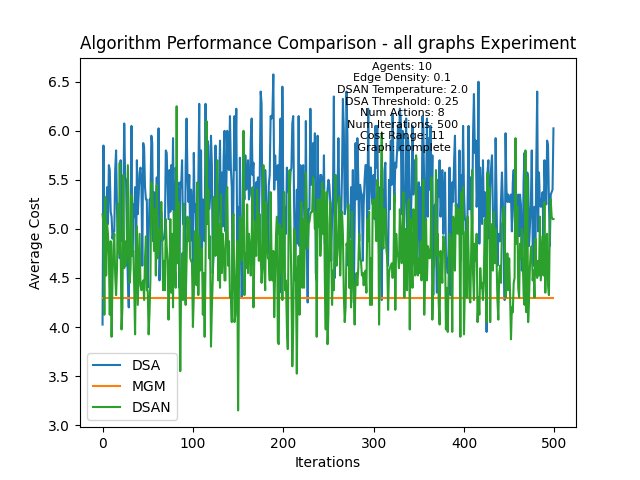 Algorithm Performance Comparison - all graphs Experiment
Agents: 10
Edge Density: 0.1
DSAN Temperature: 2.0
DSA Threshold: 0.25
Num Actions: 8
Num Iterations: 500
Cost Range: 11
Graph: complete
Average Cost
6.5
6.0
5.5
5.0
4.5
4.0
3.5
3.0
DSA
MGM
DSAN
0
100
200
300
400
500
Iterations